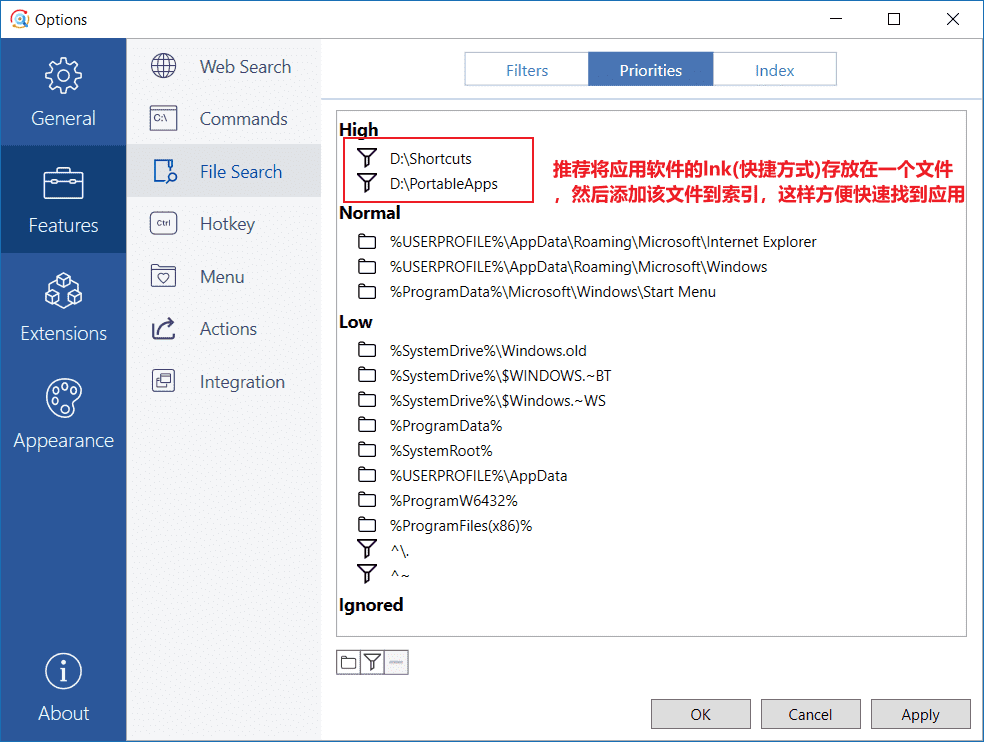 Options
General
Features
Extensions
Appearance
About
Web Search
C:\
Commands
File Search
Ctrl
Hotkey
Menu
Actions
Integration
Filters
Priorities
Index
High
D:\Shortcuts
D:\PortableApps
推荐将应用软件的lnk(快捷方式)存放在一个文件
，然后添加该文件到索引，这样方便快速找到应用
Normal
%USERPROFILE%\AppData\Roaming\Microsoft\Internet Explorer
%USERPROFILE%\AppData\Roaming\Microsoft\Windows
%ProgramData%\Microsoft\Windows\Start Menu
Low
%SystemDrive%\Windows.old
%SystemDrive%\$WINDOWS.~BT
%SystemDrive%\$Windows.~WS
%ProgramData%
%SystemRoot%
%USERPROFILE%\AppData
%ProgramW6432%
%ProgramFiles(x86)%
^\.
^~
Ignored
OK
Cancel
Apply